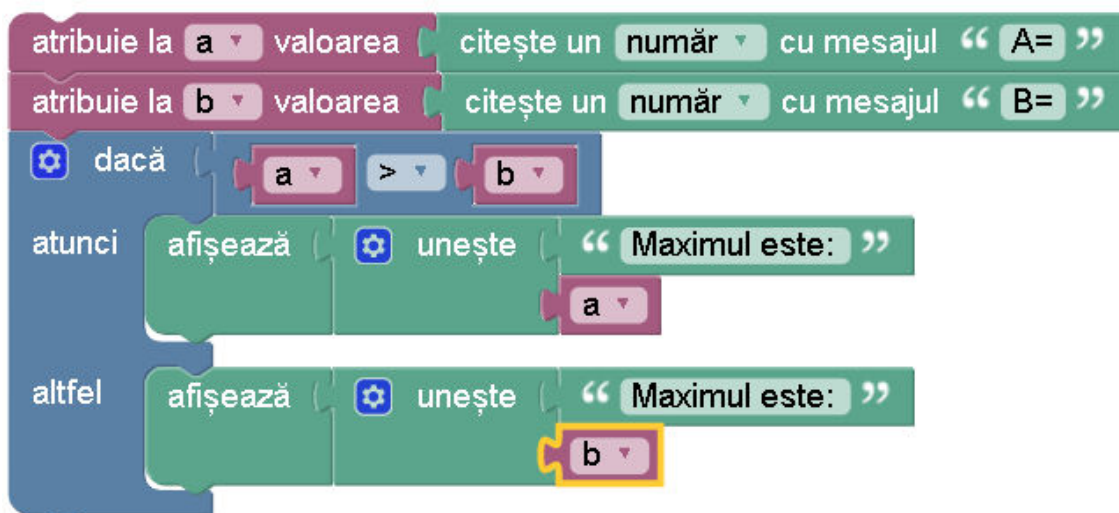 atribuie la a valoarea citește un număr cu mesajul “ A= ”
atribuie la b valoarea citește un număr cu mesajul “ B= ”
dacă a > b
atunci afișează unește “ Maximul este: ”
a
altfel afișează unește “ Maximul este: ”
b